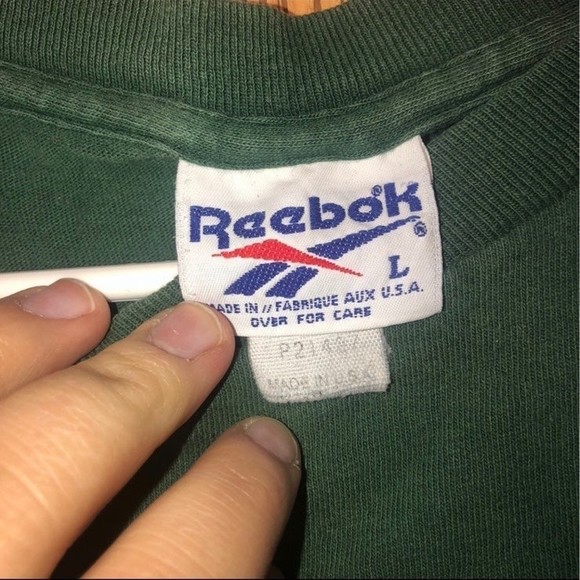 Reebok®
® L
MADE IN // FABRIQUE AUX U.S.A.
OVER FOR CARE
MADE IN U.S.A.